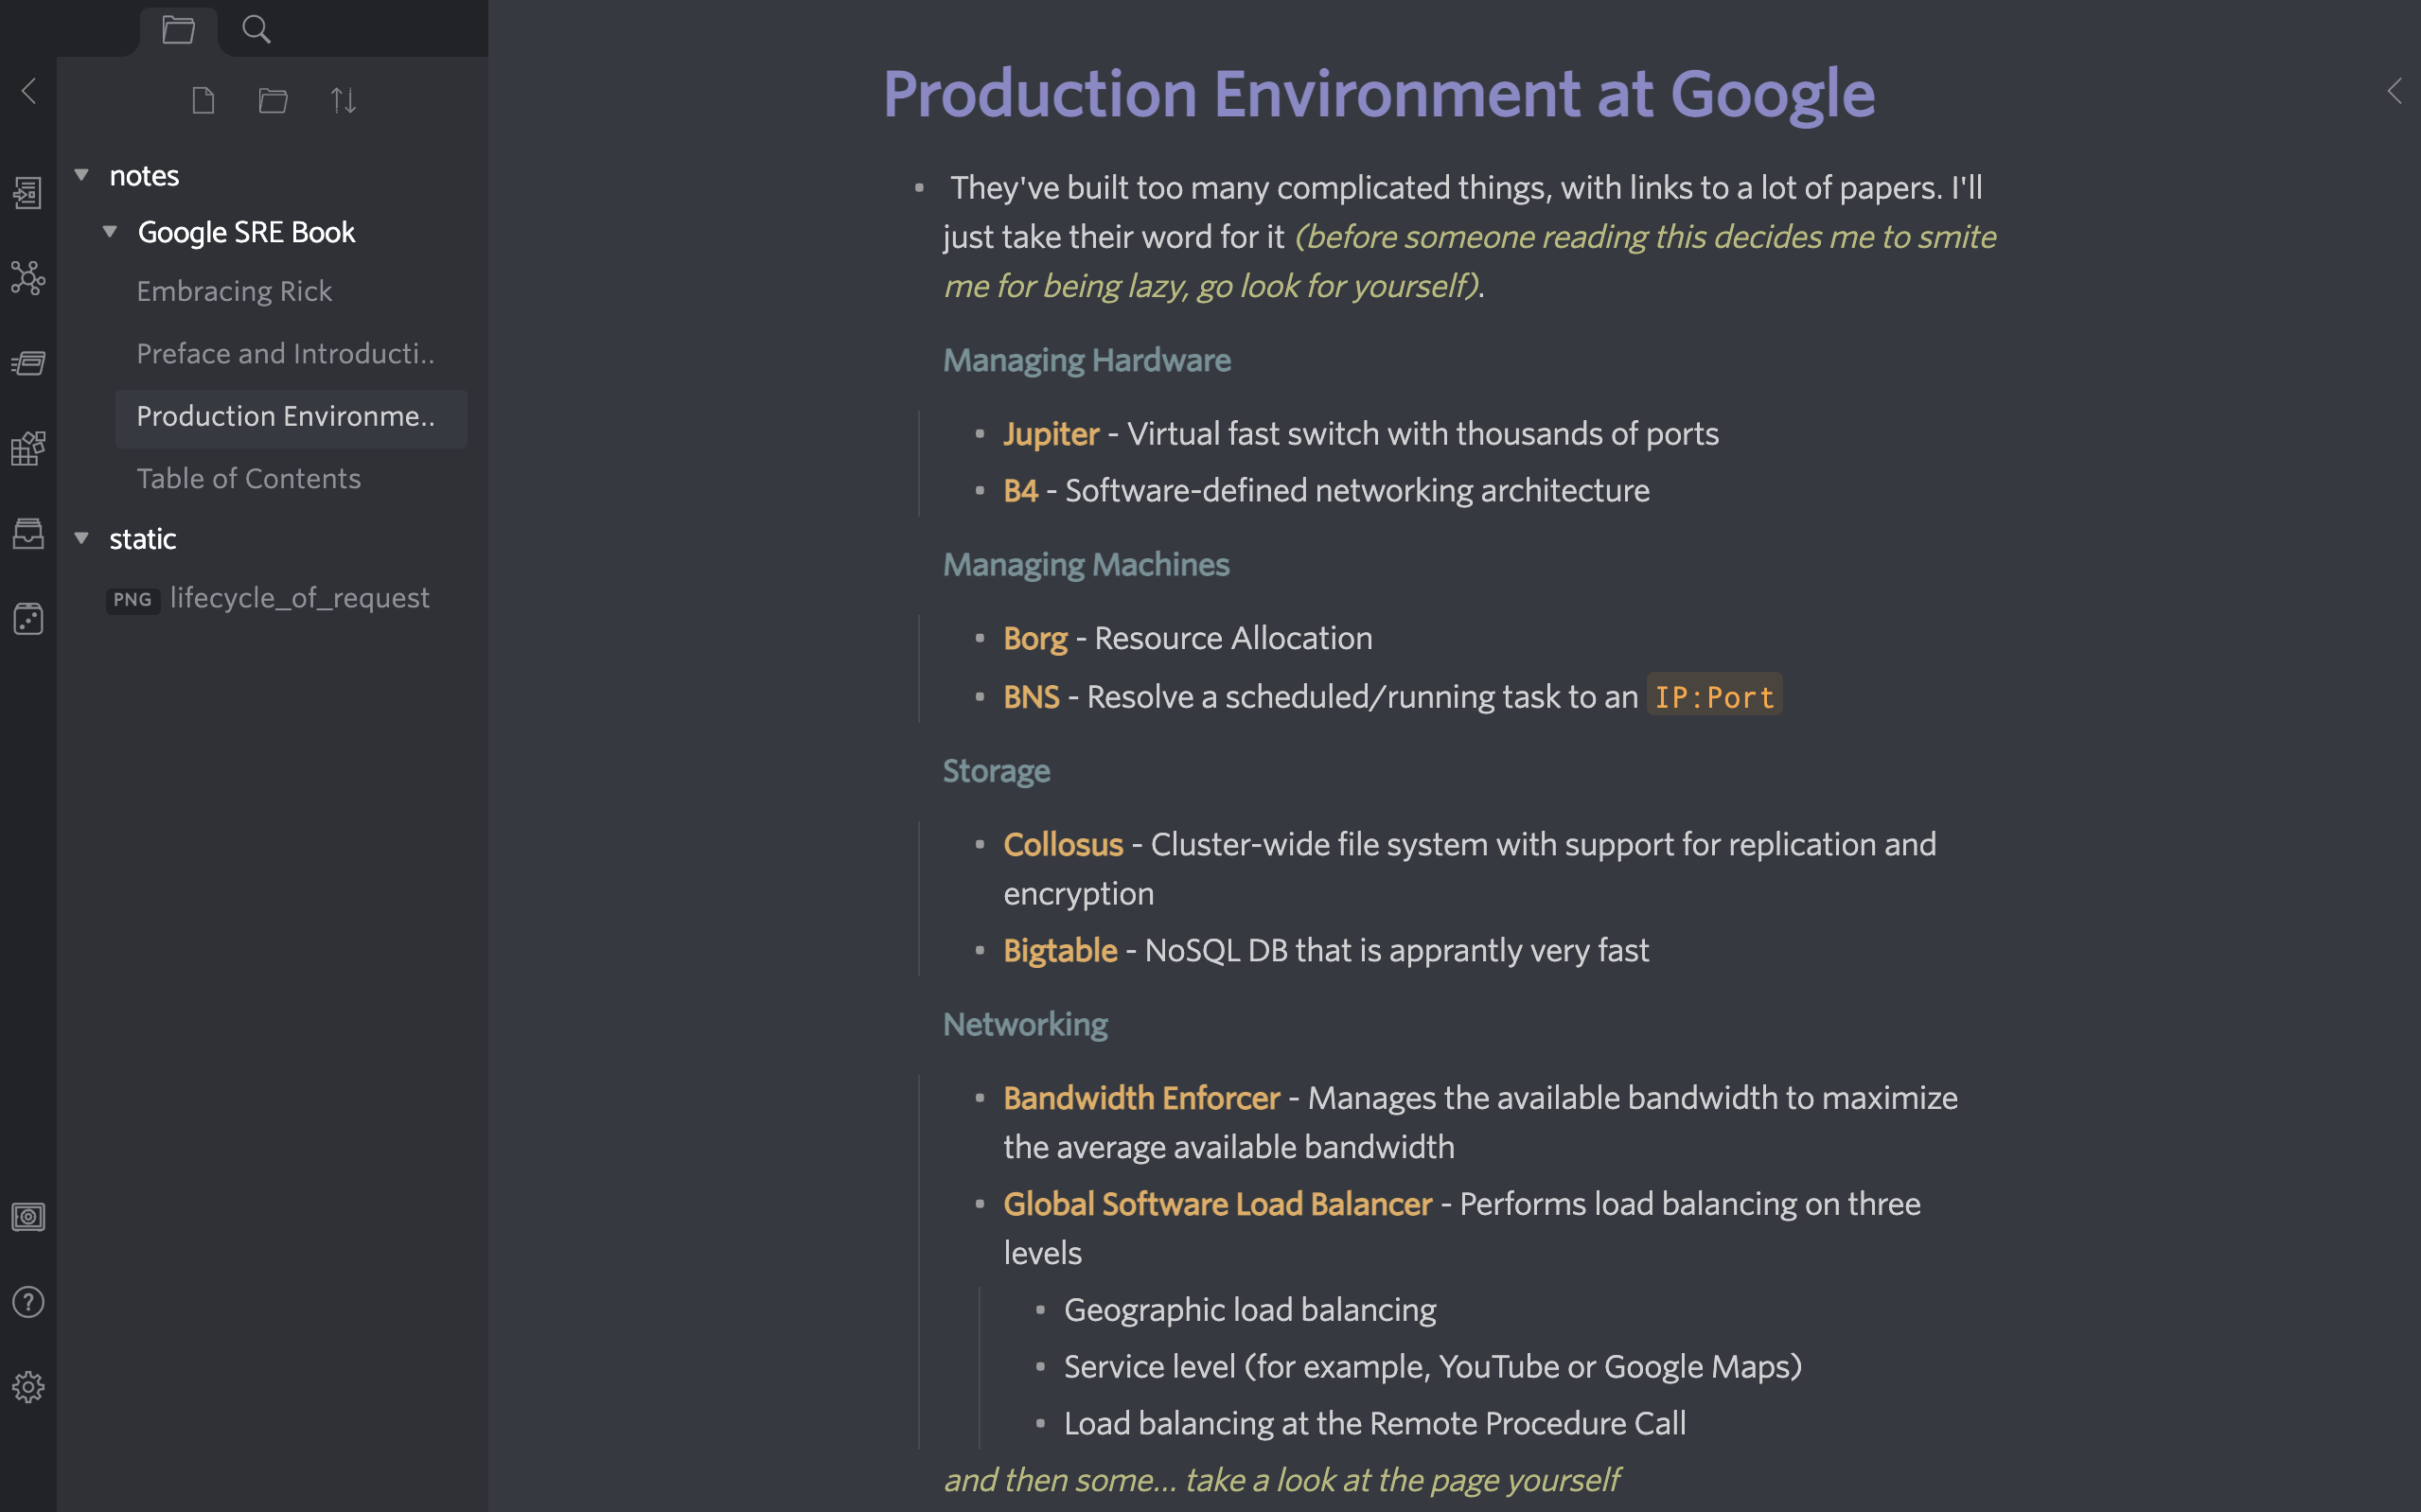 notes
Google SRE Book
Embracing Rick
Preface and Introducti..
Production Environme..
Table of Contents
static
PNG lifecycle_of_request
Production Environment at Google
They've built too many complicated things, with links to a lot of papers. I'll
just take their word for it (before someone reading this decides me to smite
me for being lazy, go look for yourself).
Managing Hardware
Jupiter - Virtual fast switch with thousands of ports
B4 - Software-defined networking architecture
Managing Machines
Borg - Resource Allocation
BNS - Resolve a scheduled/running task to an IP:Port
Storage
Collosus - Cluster-wide file system with support for replication and
encryption
Bigtable - NoSQL DB that is apprantly very fast
Networking
Bandwidth Enforcer - Manages the available bandwidth to maximize
the average available bandwidth
Global Software Load Balancer - Performs load balancing on three
levels
Geographic load balancing
Service level (for example, YouTube or Google Maps)
Load balancing at the Remote Procedure Call
and then some... take a look at the page yourself